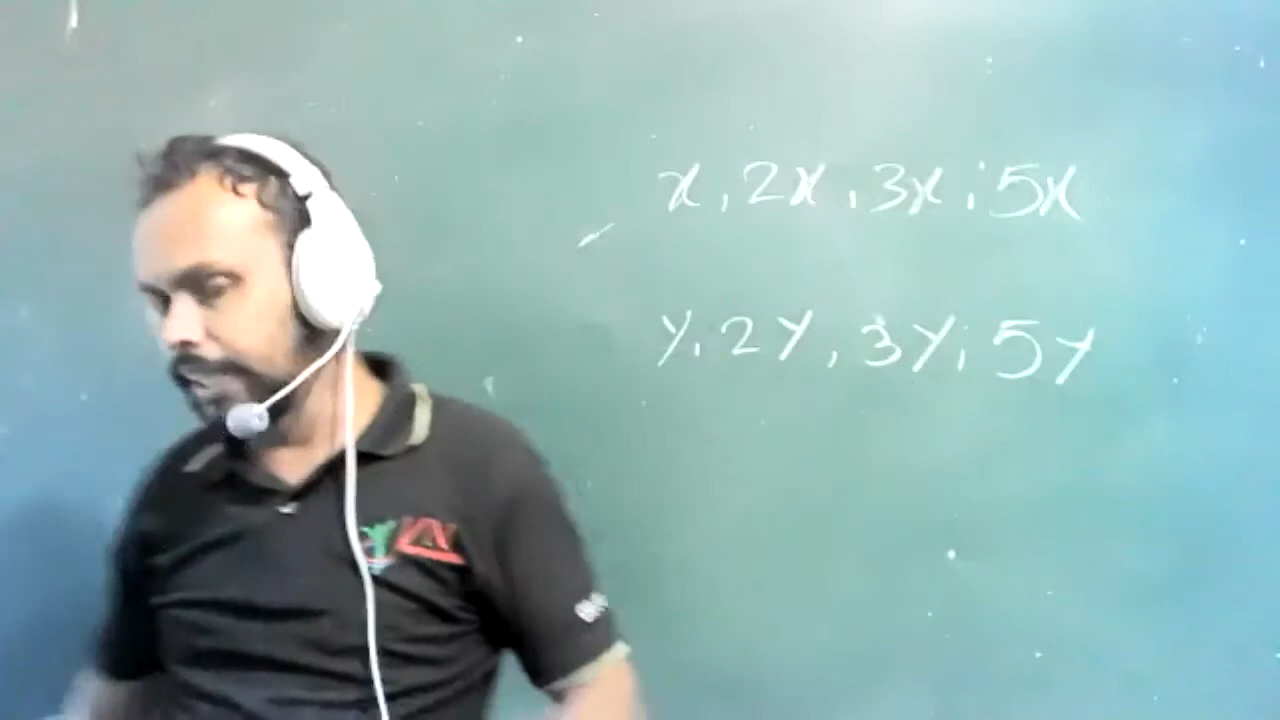 x, 2x, 3x, 5x
y, 2y, 3y, 5y